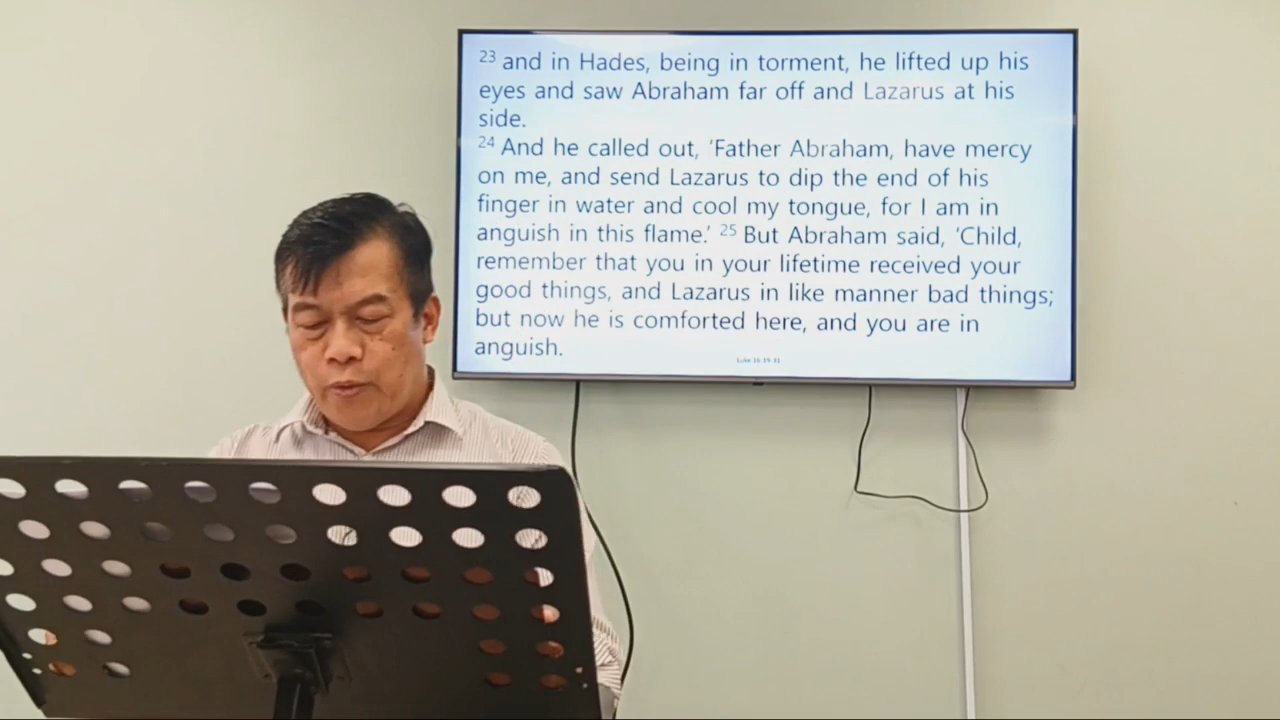 23 and in Hades, being in torment, he lifted up his
eyes and saw Abraham far off and Lazarus at his
side.
24 And he called out, ‘Father Abraham, have mercy
on me, and send Lazarus to dip the end of his
finger in water and cool my tongue, for I am in
anguish in this flame.’ 25 But Abraham said, ‘Child,
remember that you in your lifetime received your
good things, and Lazarus in like manner bad things;
but now he is comforted here, and you are in
anguish.
Luke 16:19-31